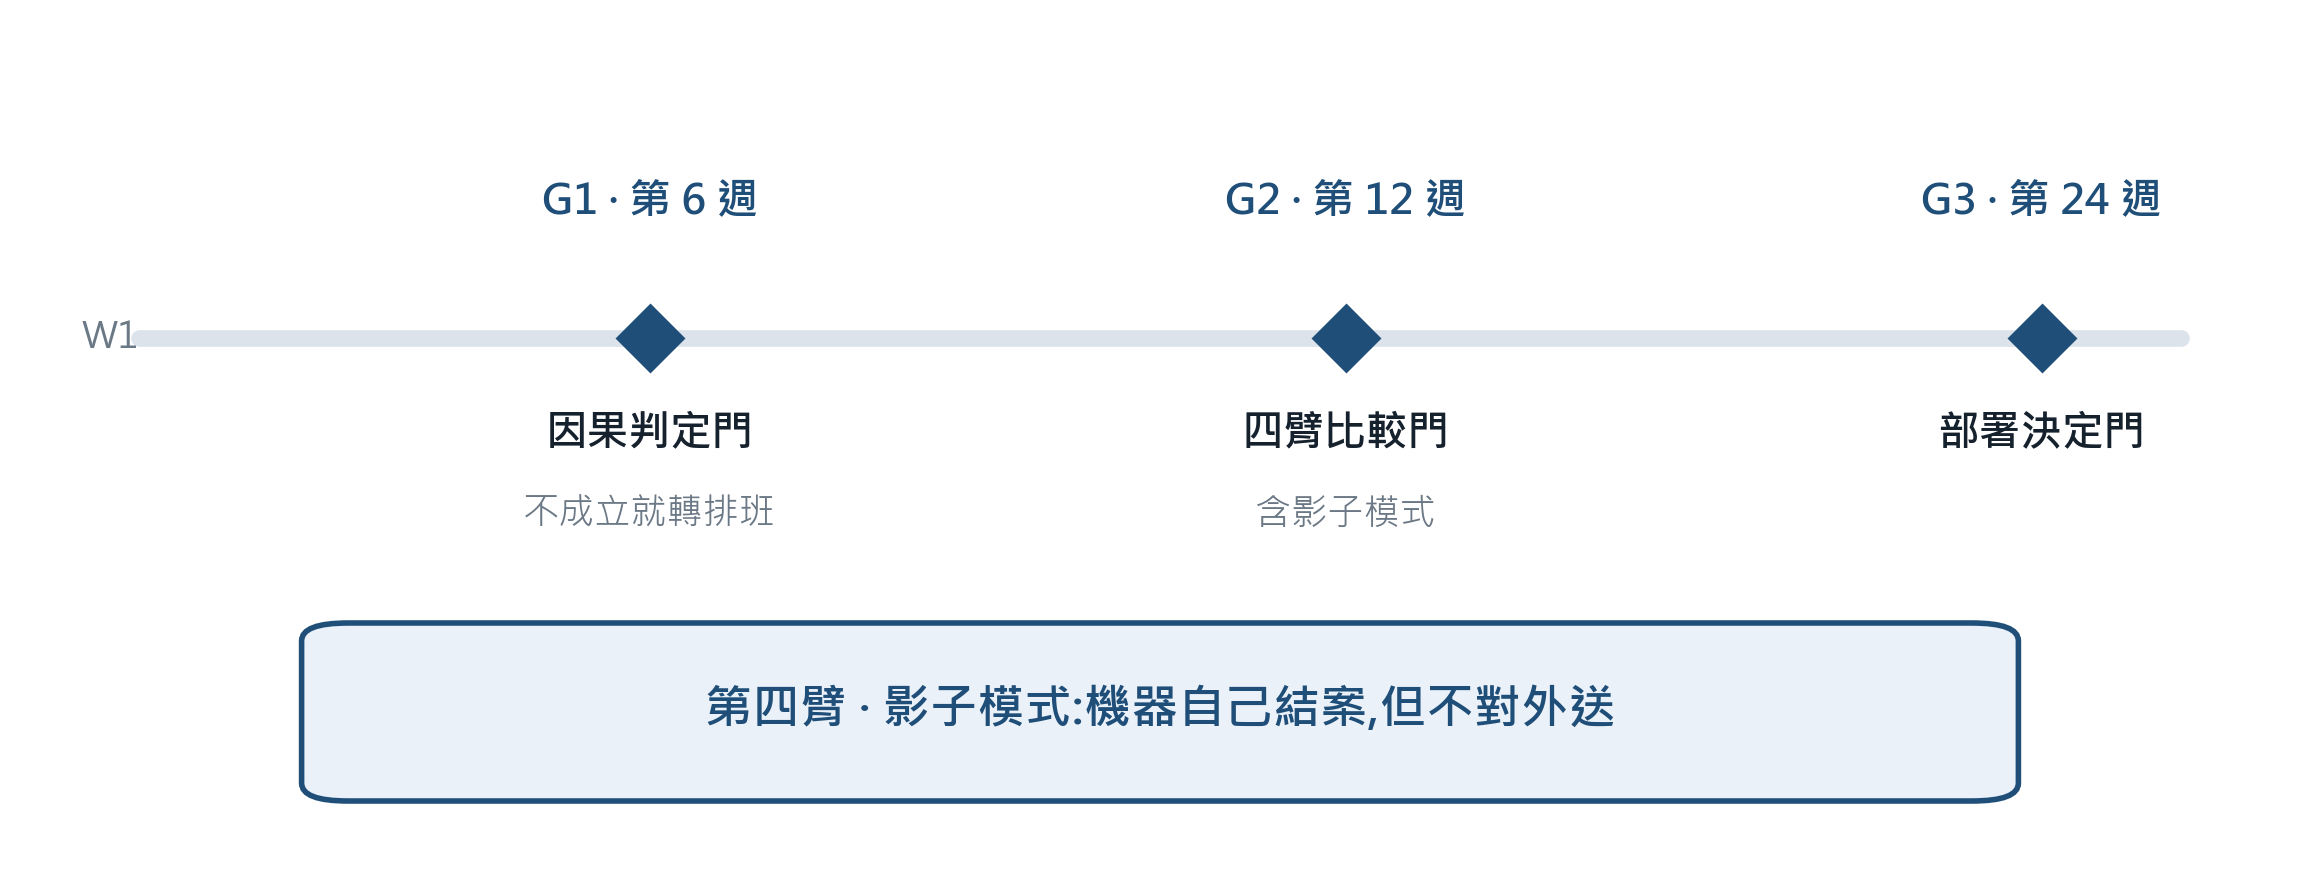 G1 · 第 6 週
G2 · 第 12 週
G3 · 第 24 週
W1
因果判定門
四臂比較門
部署決定門
不成立就轉排班
含影子模式
第四臂 · 影子模式:機器自己結案,但不對外送